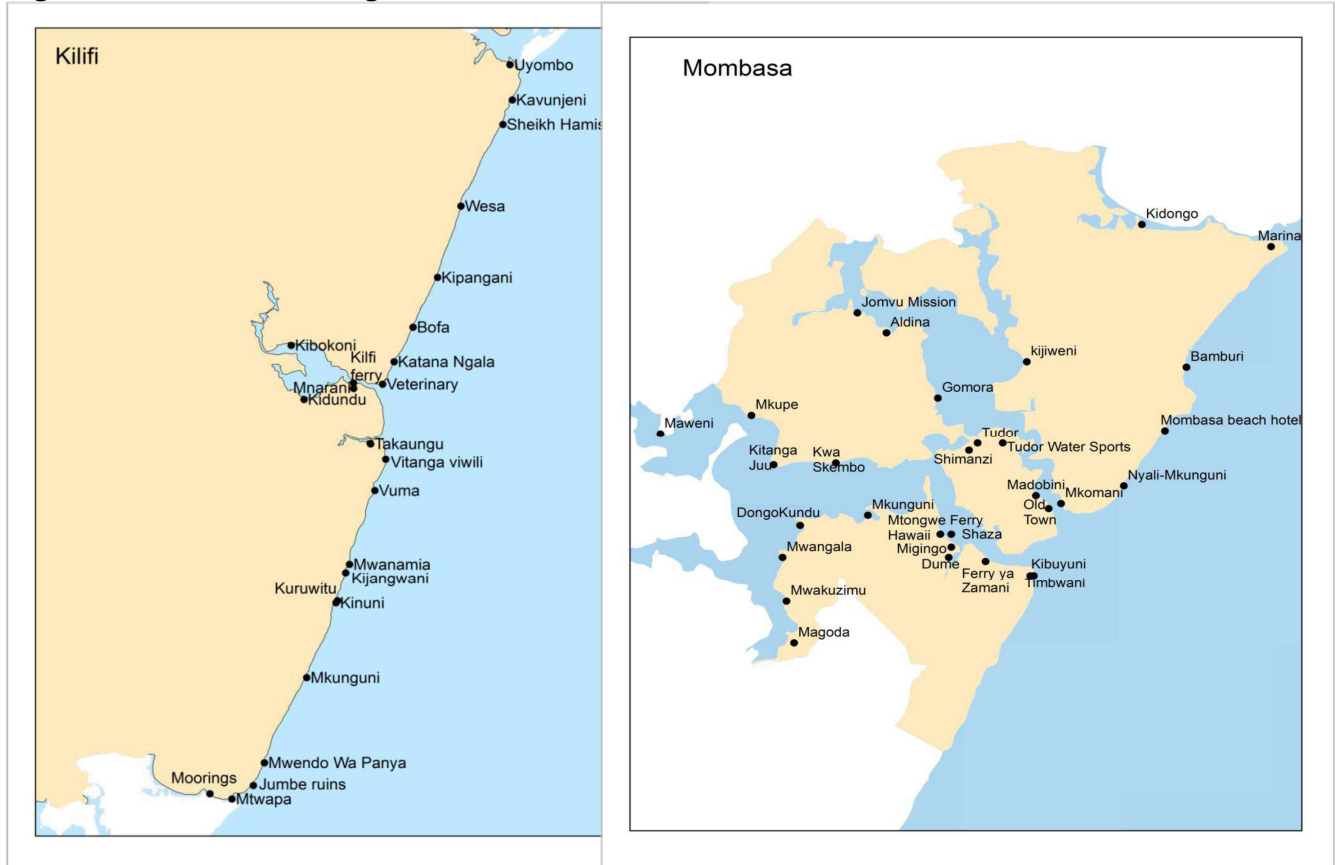 Kilifi
Uyombo
Kavunjeni
Sheikh Hamis
Wesa
Kipangani
Bofa
Kibokoni
Kilfi
ferry
Katana Ngala
Mnarani
Veterinary
Kidundu
Takaungu
Vitanga viwili
Vuma
Mwanamia
Kijangwani
Kuruwitu
Kinuni
Mkunguni
Mwendo Wa Panya
Moorings
Jumbe ruins
Mtwapa
Mombasa
Kidongo
Marina
Jomvu Mission
Aldina
kijiweni
Bamburi
Gomora
Mkupe
Maweni
Mombasa beach hotel
Tudor
Tudor Water Sports
Shimanzi
Kitanga
Juu
Kwa
Skembo
Nyali-Mkunguni
Madobini
Mkomani
Old
Town
Mkunguni
DongoKundu
Mtongwe Ferry
Hawaii
Shaza
Migingo
Dume
Mwangala
Ferry ya
Zamani
Kibuyuni
Timbwani
Mwakuzimu
Magoda